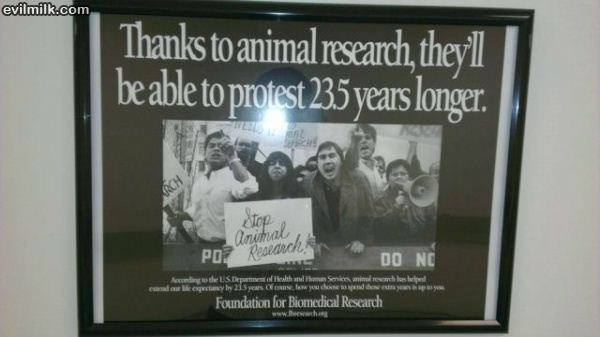 evilmilk.com
Thanks to animal research, they'll
be able to protest 23.5 years longer.
Stop
animal
Research!
DO NO
According to the U.S. Department of Health and Human Services, animal research has helped
extend our life expectancy by 23.5 years. Of course, how you choose to spend those extra years is up to you.
Foundation for Biomedical Research
www.fbresearch.org